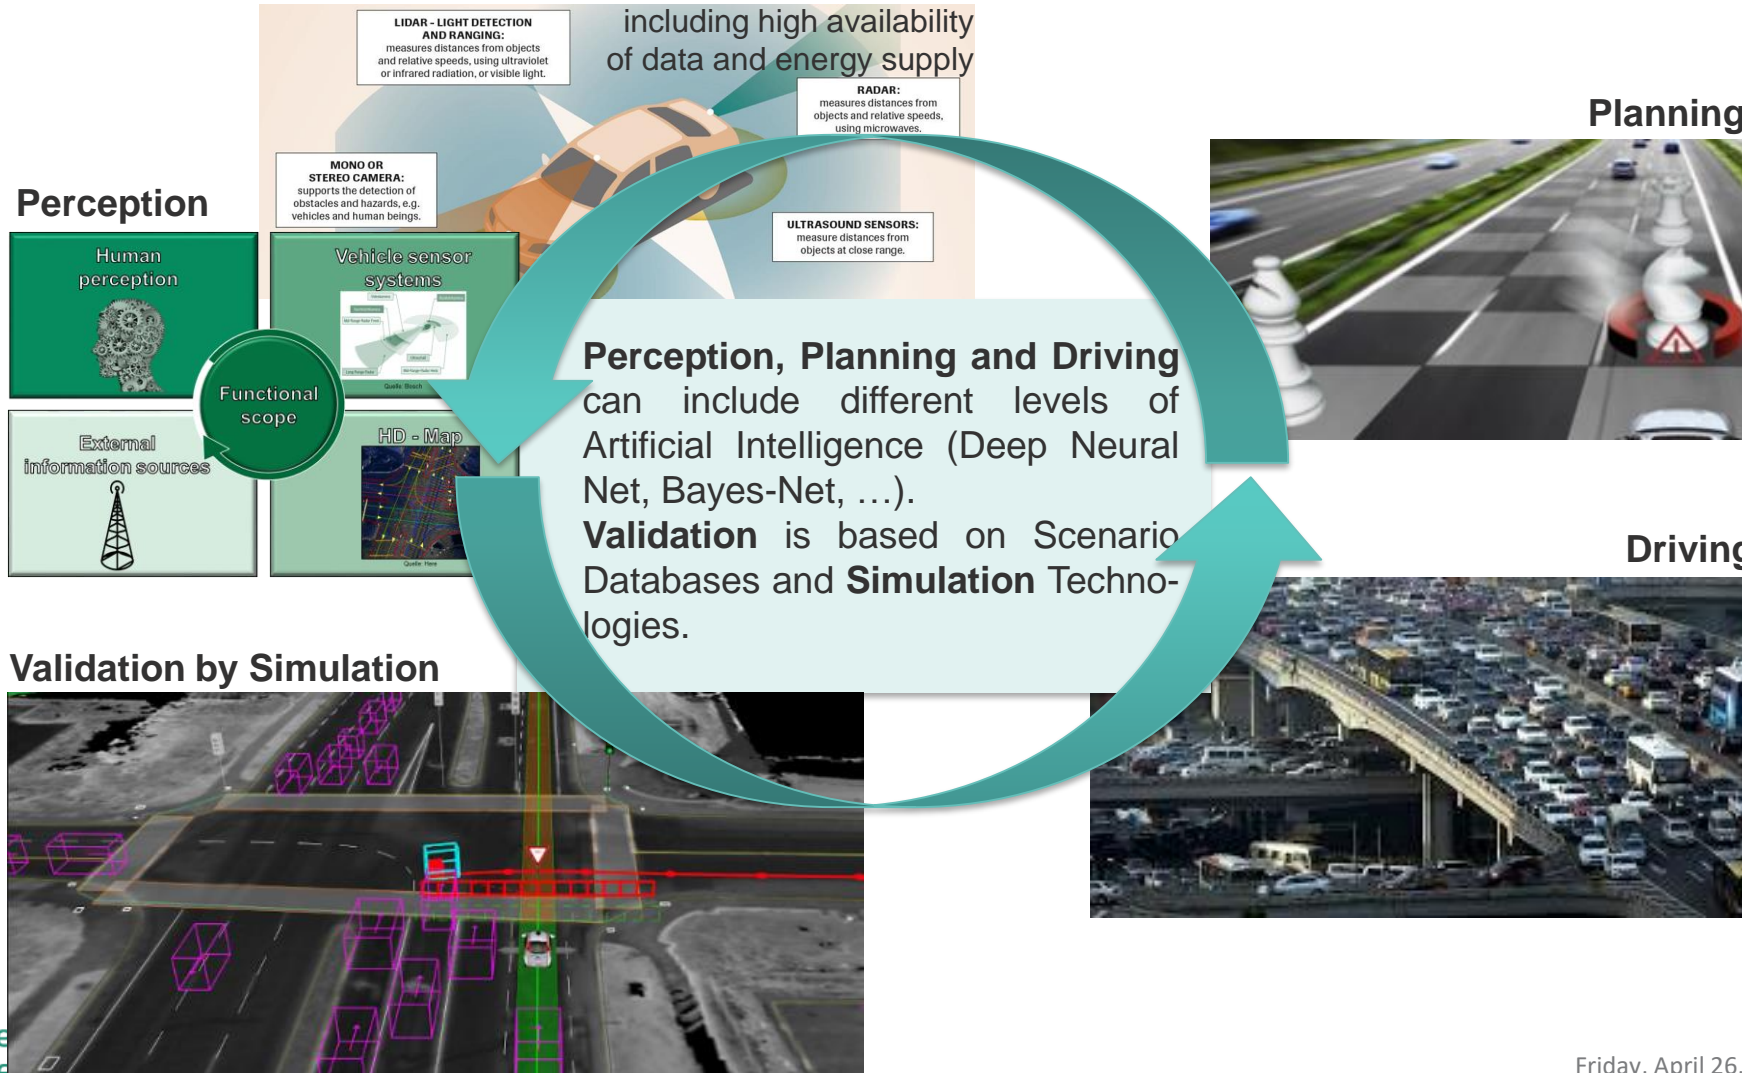 including high availability
of data and energy supply
LIDAR - LIGHT DETECTION
AND RANGING:
measures distances from objects
and relative speeds, using ultraviolet
or infrared radiation, or visible light.
RADAR:
measures distances from
objects and relative speeds,
using microwaves.
MONO OR
STEREO CAMERA:
supports the detection of
obstacles and hazards, e.g.
vehicles and human beings.
ULTRASOUND SENSORS:
measure distances from
objects at close range.
Planning
Perception
Human
perception
Vehicle sensor
systems
Quelle: Bosch
Functional
scope
External
information sources
HD - Map
Quelle: Here
Perception, Planning and Driving
can include different levels of
Artificial Intelligence (Deep Neural
Net, Bayes-Net, …).
Validation is based on Scenario
Databases and Simulation Techno-
logies.
Driving
Validation by Simulation
Friday, April 26,